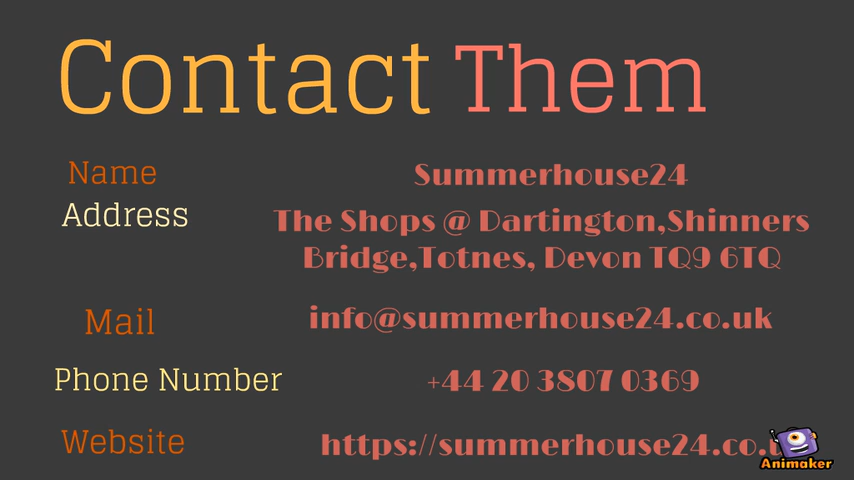 Contact Them
Name Summerhouse24
Address The Shops @ Dartington,Shinners
Bridge,Totnes, Devon TQ9 6TQ
Mail info@summerhouse24.co.uk
Phone Number +44 20 3807 0369
Website https://summerhouse24.co.
Animaker